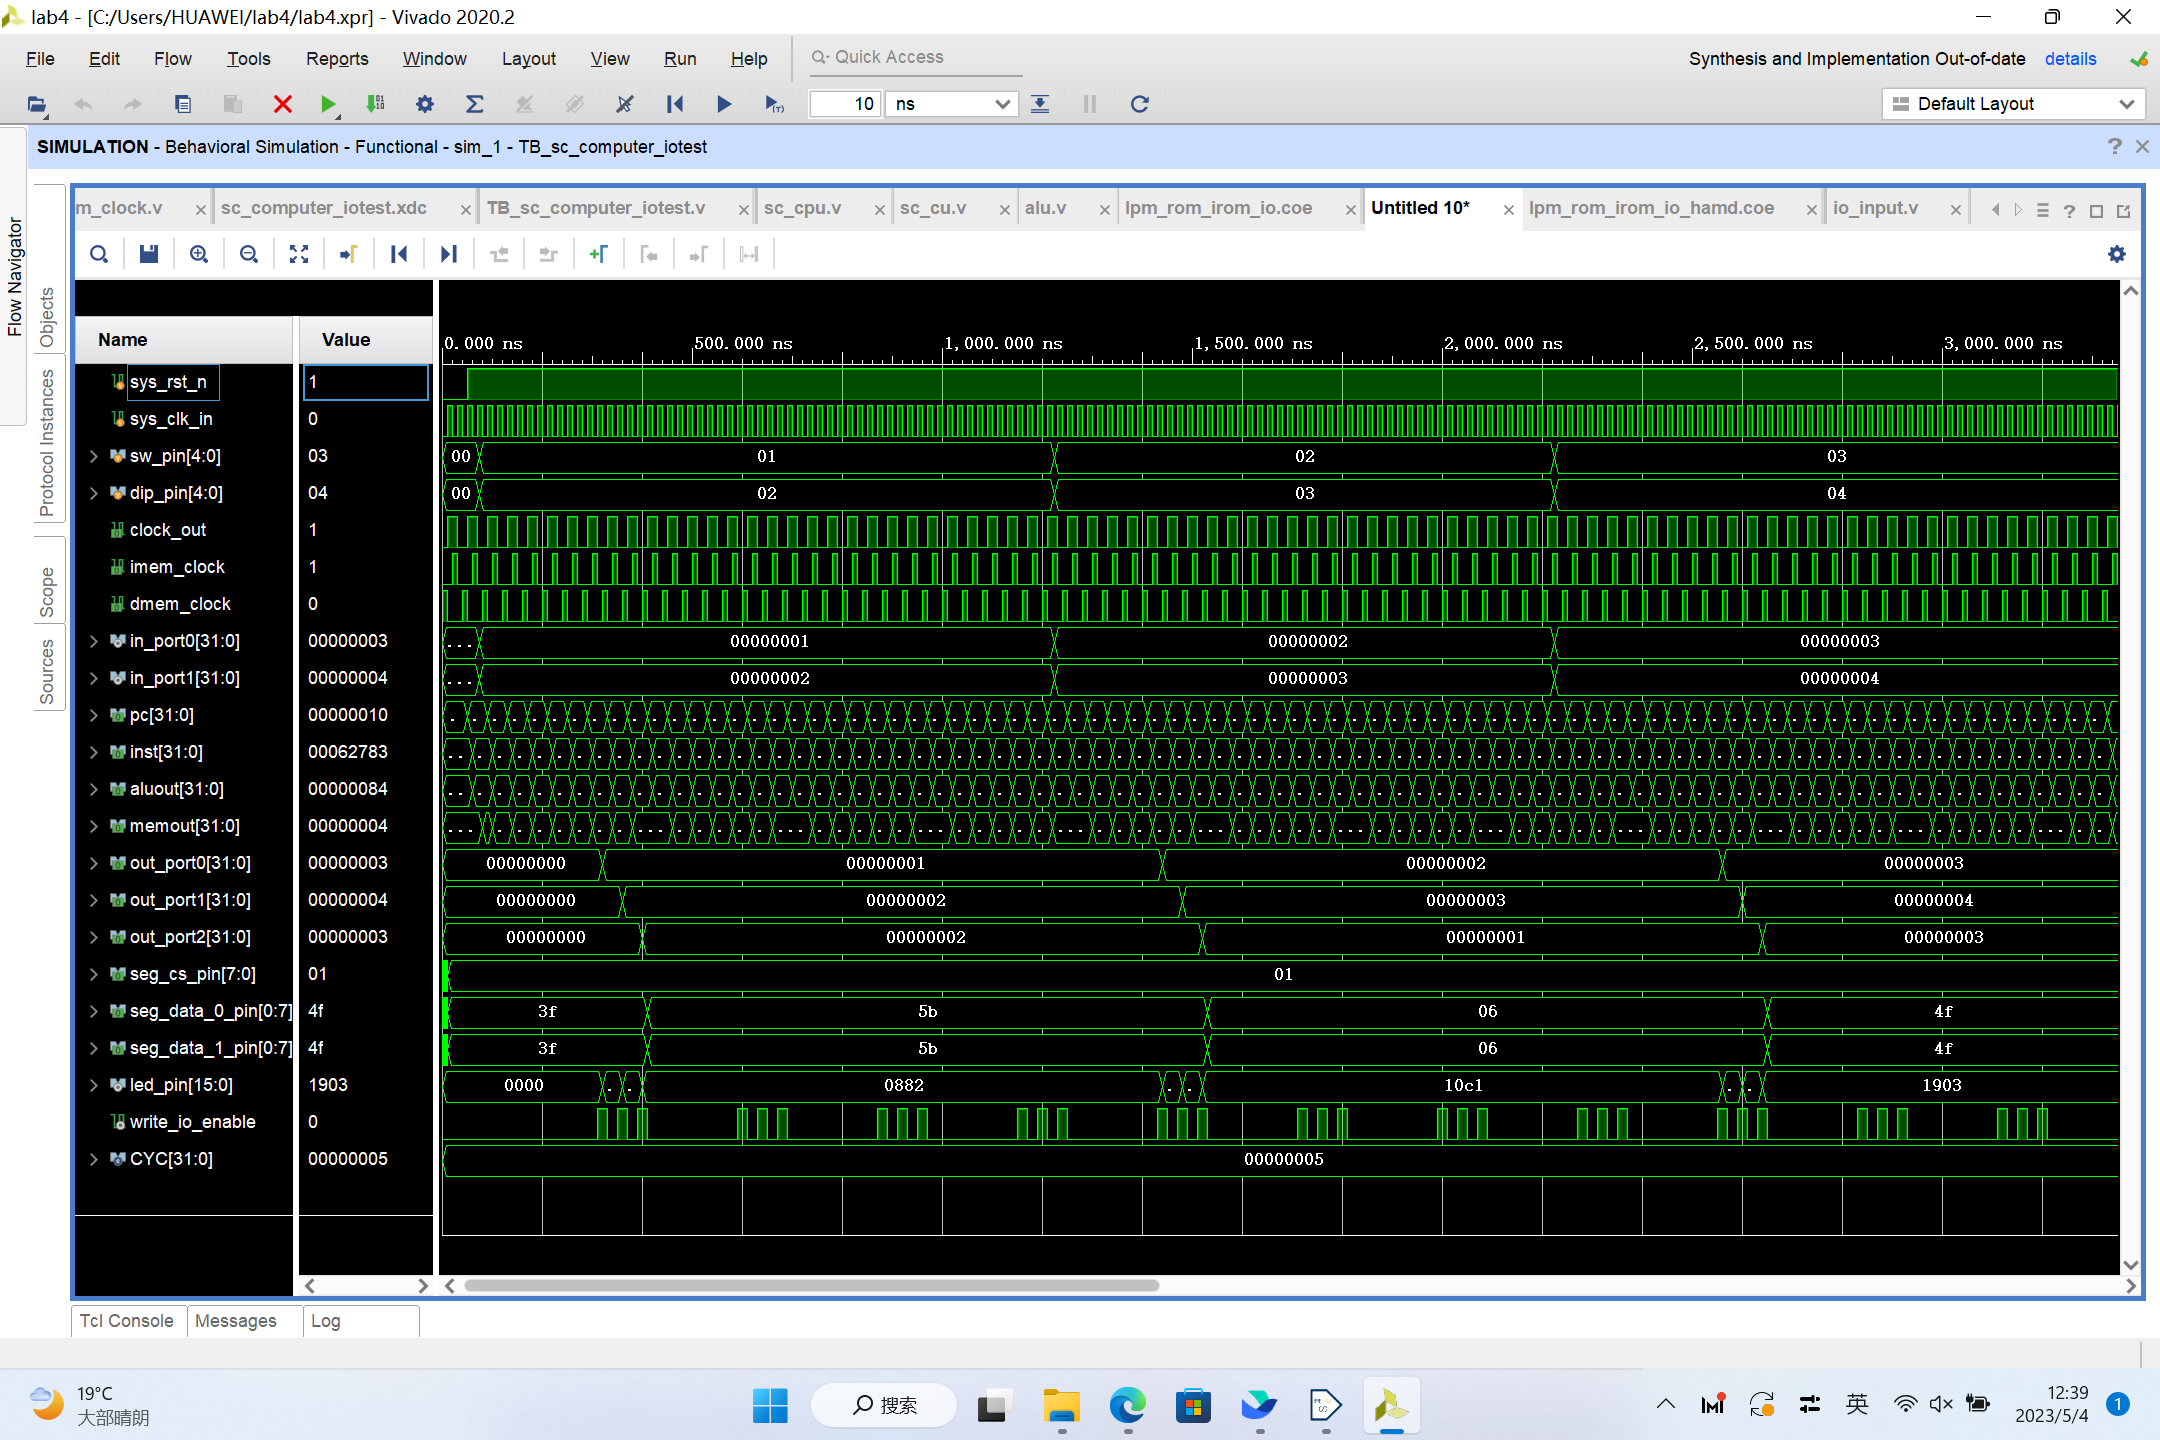 lab4 - [C:/Users/HUAWEI/lab4/lab4.xpr] - Vivado 2020.2
File Edit Flow Tools Reports Window Layout View Run Help Quick Access Synthesis and Implementation Out-of-date details
10 ns Default Layout
SIMULATION - Behavioral Simulation - Functional - sim_1 - TB_sc_computer_iotest
Flow Navigator
Objects
Protocol Instances
Scope
Sources
m_clock.v sc_computer_iotest.xdc TB_sc_computer_iotest.v sc_cpu.v sc_cu.v alu.v lpm_rom_irom_io.coe Untitled 10* lpm_rom_irom_io_hamd.coe io_input.v
Name Value 0.000 ns 500.000 ns 1,000.000 ns 1,500.000 ns 2,000.000 ns 2,500.000 ns 3,000.000 ns
sys_rst_n 1
sys_clk_in 0
sw_pin[4:0] 03 00 01 02 03
dip_pin[4:0] 04 00 02 03 04
clock_out 1
imem_clock 1
dmem_clock 0
in_port0[31:0] 00000003 ... 00000001 00000002 00000003
in_port1[31:0] 00000004 ... 00000002 00000003 00000004
pc[31:0] 00000010
inst[31:0] 00062783
aluout[31:0] 00000084
memout[31:0] 00000004
out_port0[31:0] 00000003 00000000 00000001 00000002 00000003
out_port1[31:0] 00000004 00000000 00000002 00000003 00000004
out_port2[31:0] 00000003 00000000 00000002 00000001 00000003
seg_cs_pin[7:0] 01 01
seg_data_0_pin[0:7] 4f 3f 5b 06 4f
seg_data_1_pin[0:7] 4f 3f 5b 06 4f
led_pin[15:0] 1903 0000 0882 10c1 1903
write_io_enable 0
CYC[31:0] 00000005 00000005
Tcl Console Messages Log
19°C
大部晴朗
搜索
英
12:39
2023/5/4
1